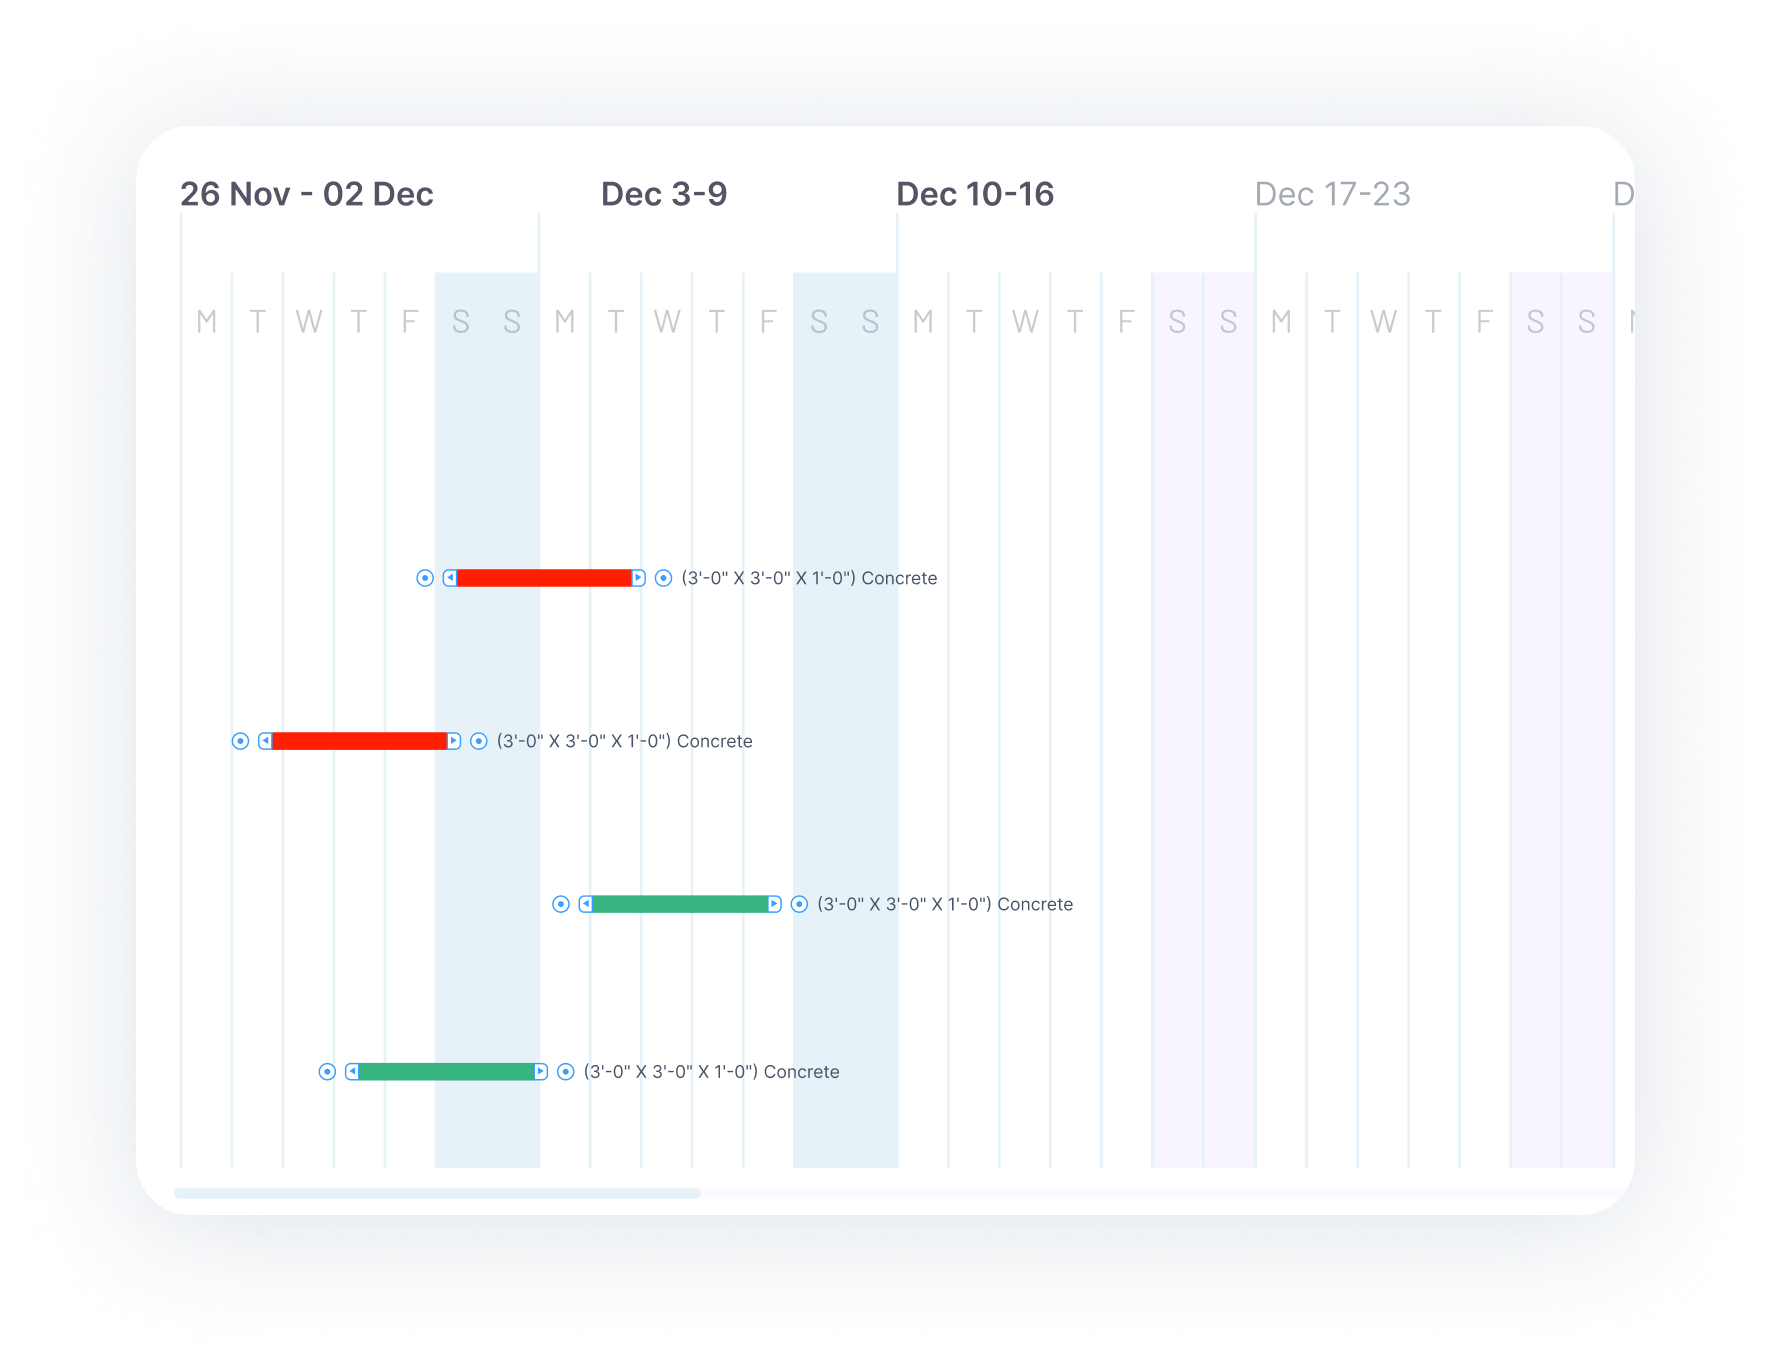 26 Nov - 02 Dec Dec 3-9 Dec 10-16 Dec 17-23 D
M T W T F S S M T W T F S S M T W T F S S M T W T F S S
(3'-0" X 3'-0" X 1'-0") Concrete
(3'-0" X 3'-0" X 1'-0") Concrete
(3'-0" X 3'-0" X 1'-0") Concrete
(3'-0" X 3'-0" X 1'-0") Concrete